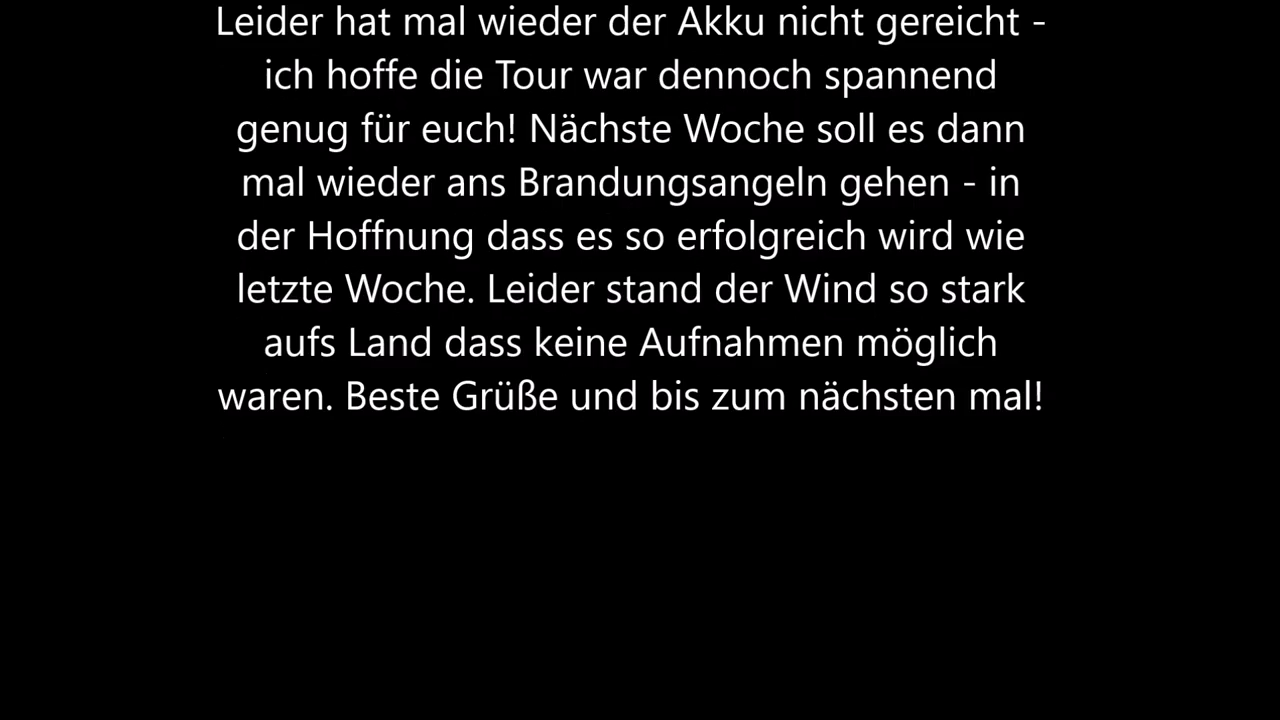 Leider hat mal wieder der Akku nicht gereicht -
ich hoffe die Tour war dennoch spannend
genug für euch! Nächste Woche soll es dann
mal wieder ans Brandungsangeln gehen - in
der Hoffnung dass es so erfolgreich wird wie
letzte Woche. Leider stand der Wind so stark
aufs Land dass keine Aufnahmen möglich
waren. Beste Grüße und bis zum nächsten mal!